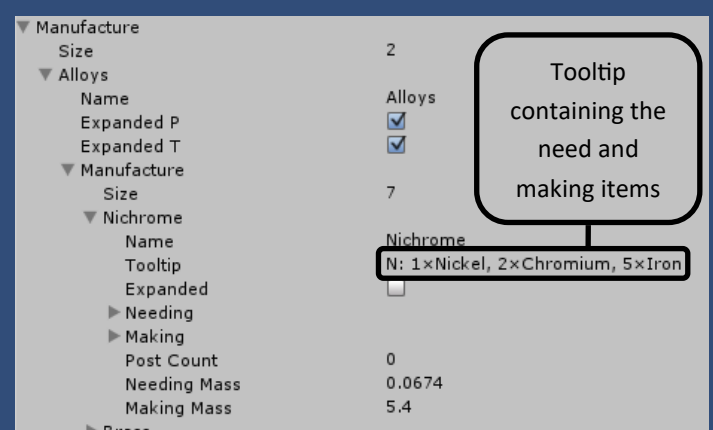 Manufacture
Size 2
Alloys
Name Alloys
Expanded P
Expanded T
Manufacture
Size 7
Nichrome
Name Nichrome
Tooltip N: 1×Nickel, 2×Chromium, 5×Iron
Expanded
Needing
Making
Post Count 0
Needing Mass 0.0674
Making Mass 5.4
Tooltip
containing the
need and
making items